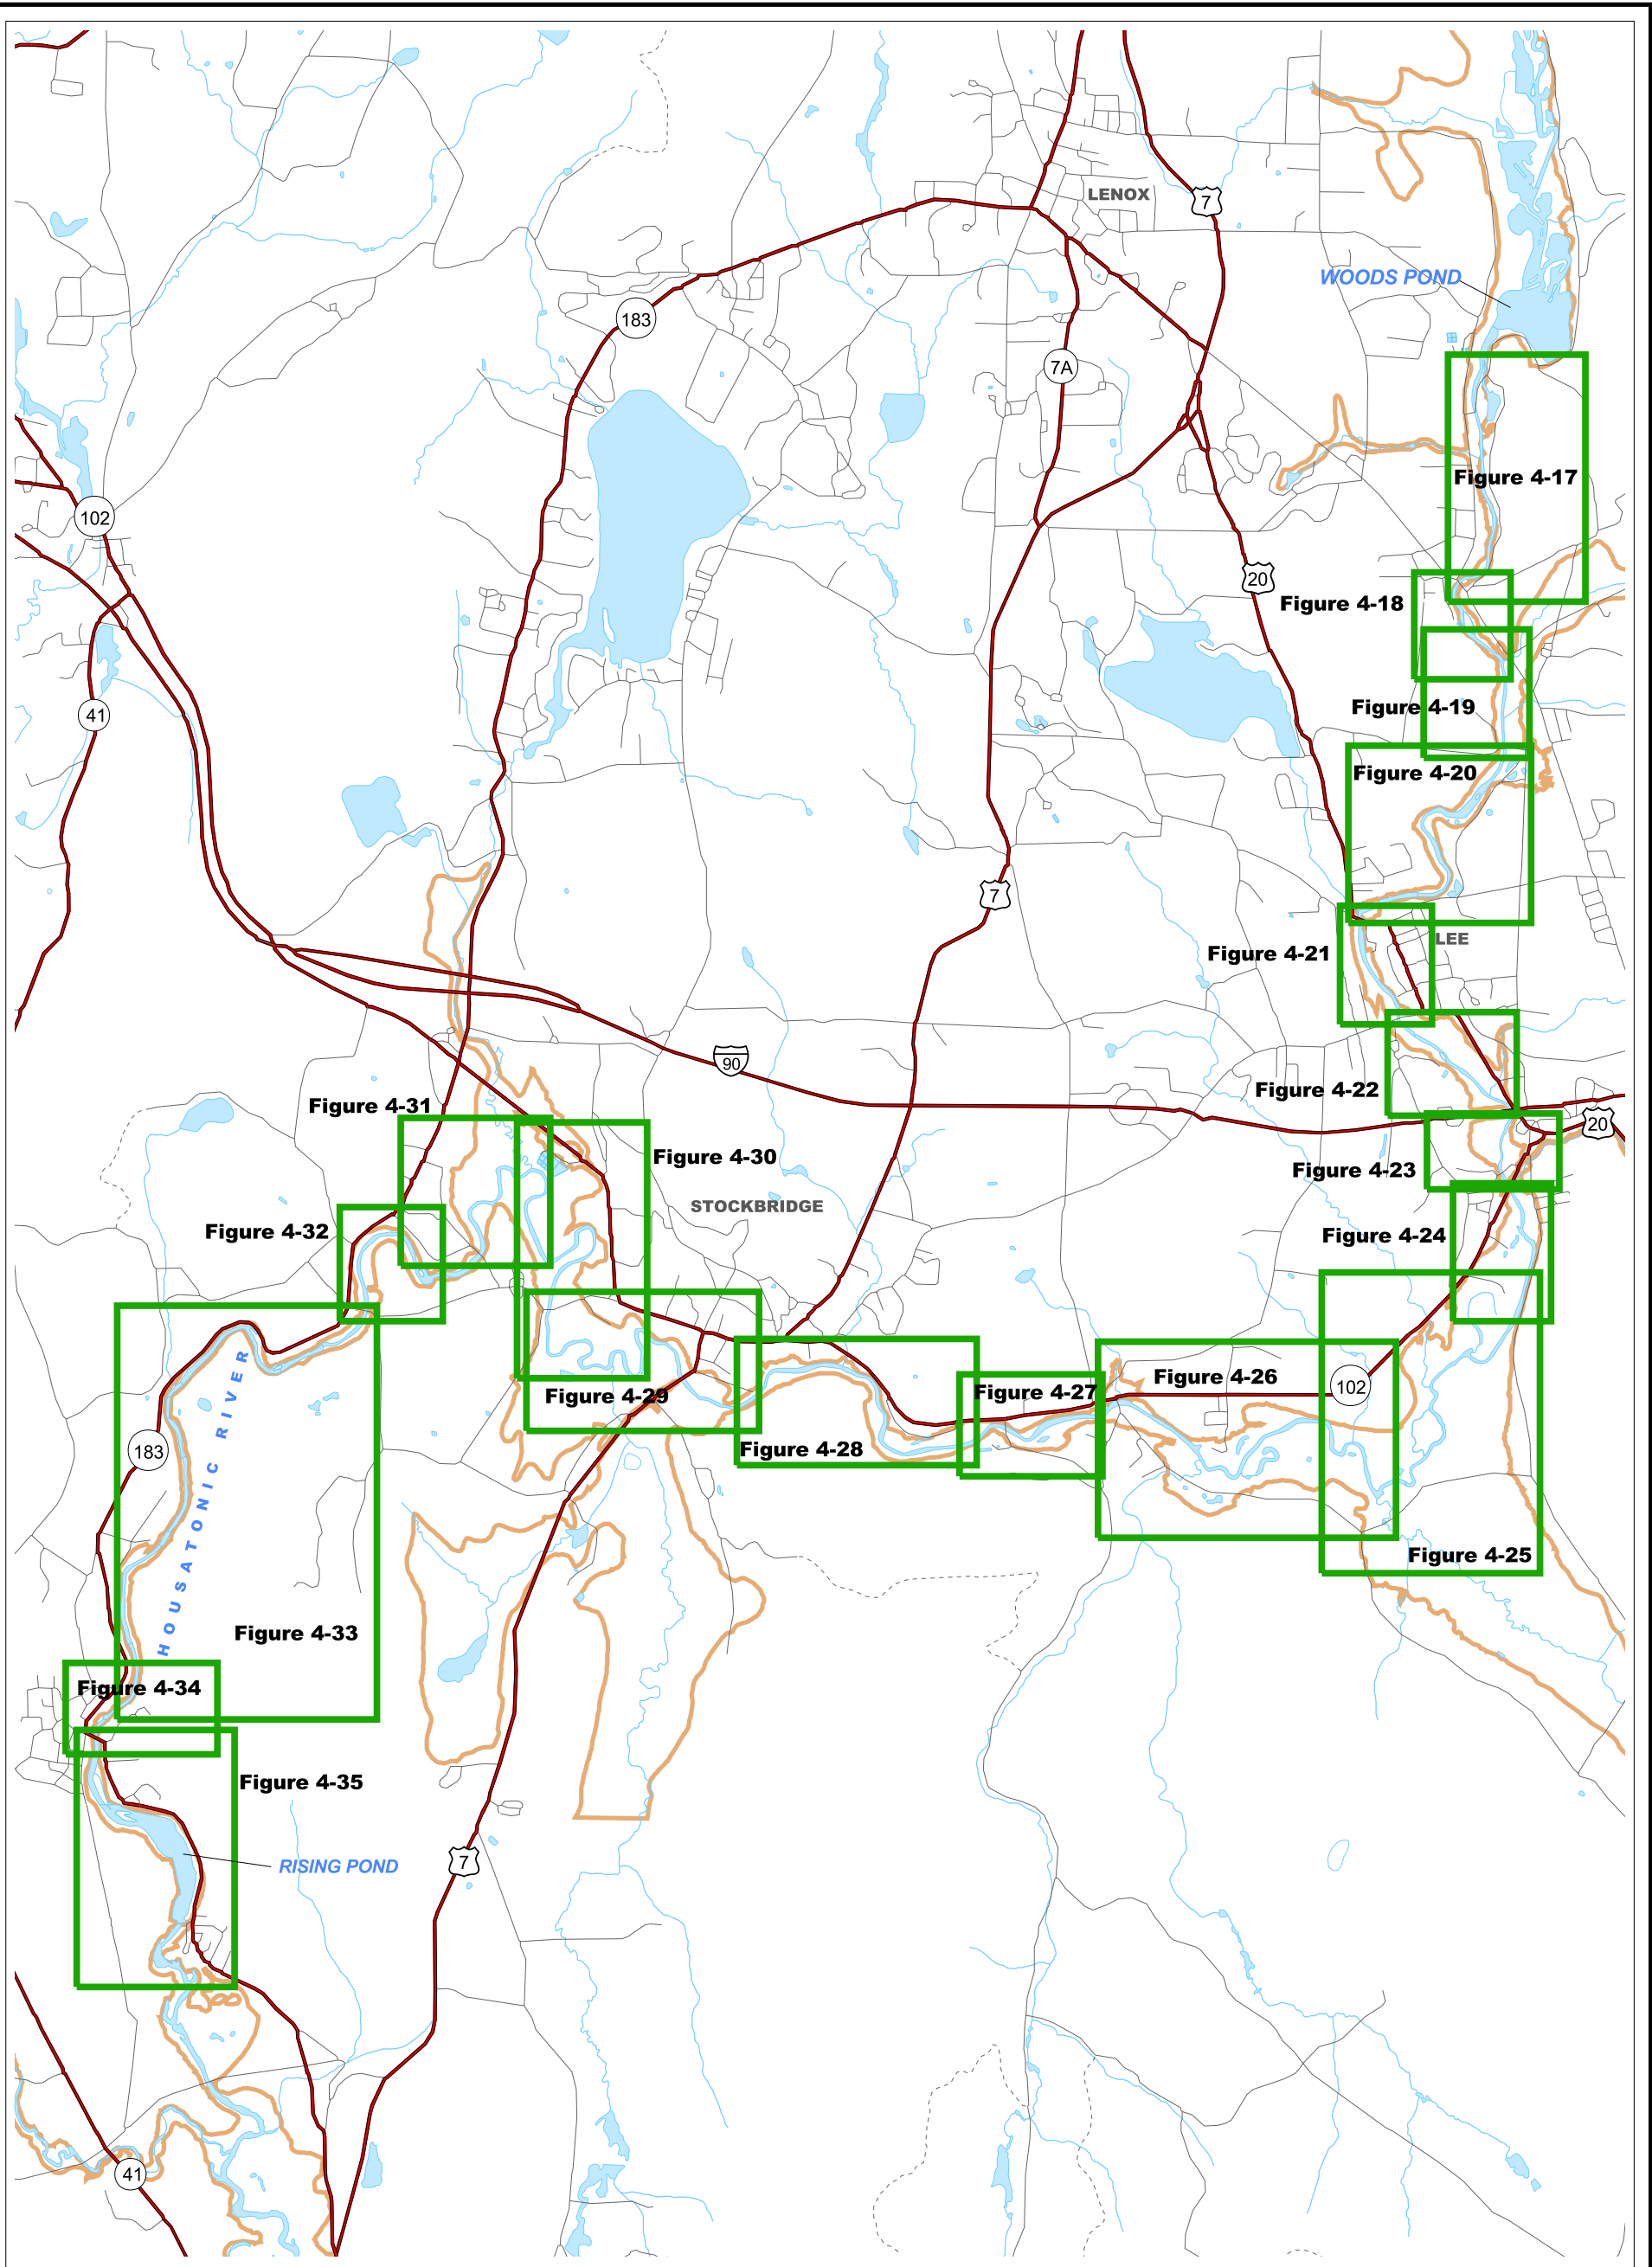 LENOX
7
WOODS POND
183
7A
Figure 4-17
102
20
Figure 4-18
41
Figure 4-19
Figure 4-20
7
LEE
Figure 4-21
90
Figure 4-22
Figure 4-31
20
Figure 4-30
Figure 4-23
STOCKBRIDGE
Figure 4-32
Figure 4-24
Figure 4-26
102
Figure 4-27
Figure 4-29
183
Figure 4-28
HOUSATONIC RIVER
Figure 4-25
Figure 4-33
Figure 4-34
Figure 4-35
RISING POND
7
41